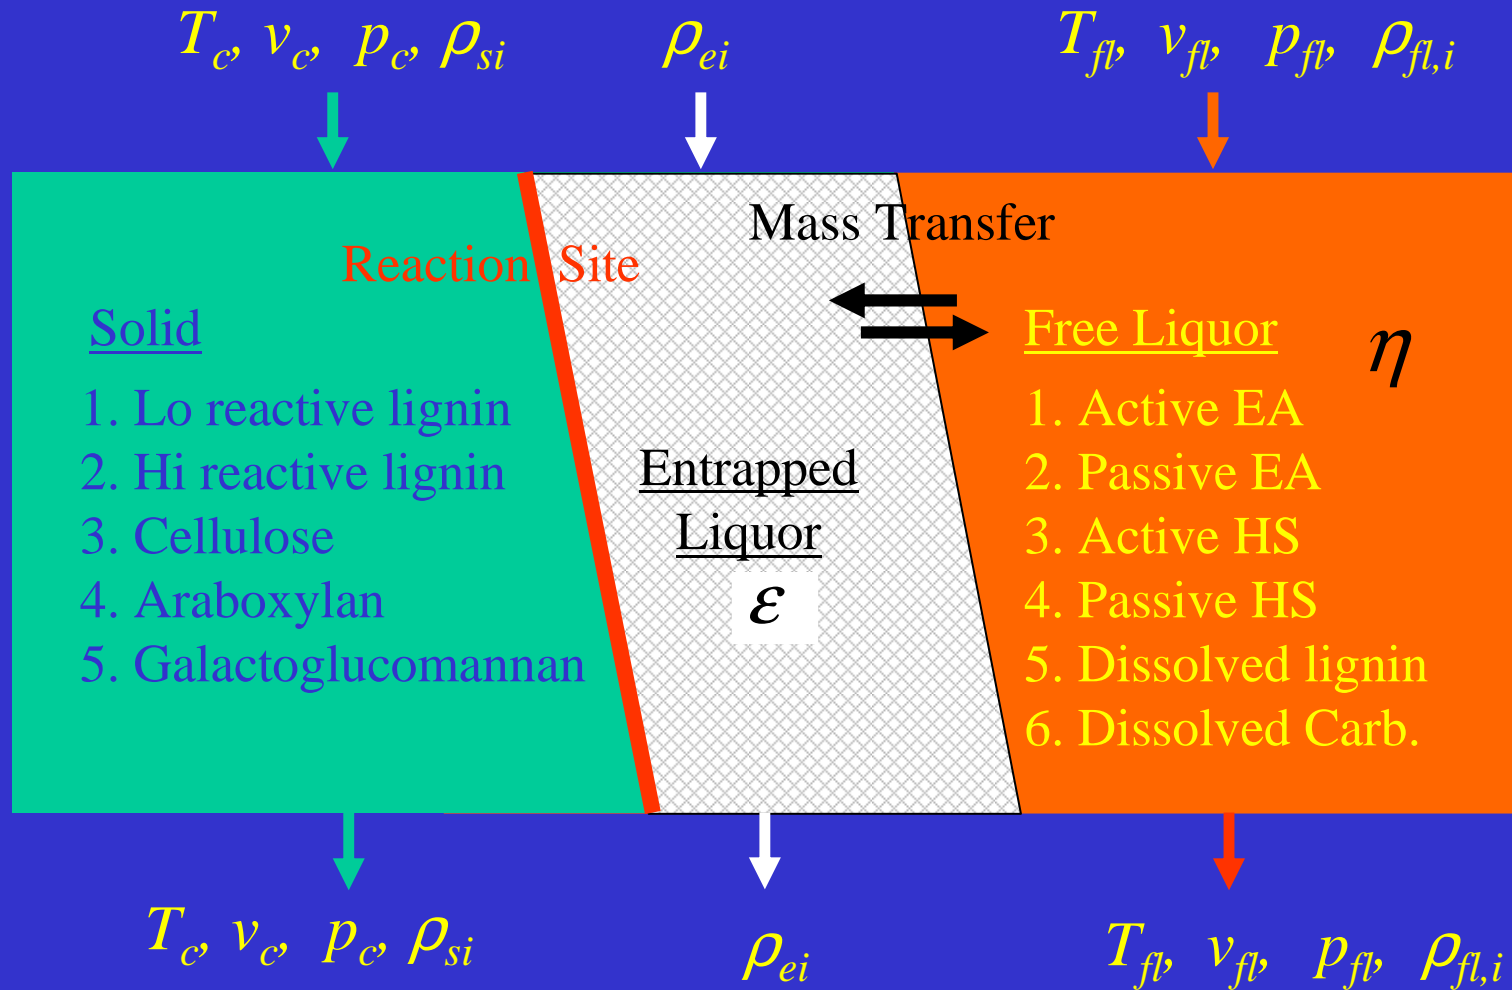 T_c, v_c, p_c, ρ_si
ρ_ei
T_fl, v_fl, p_fl, ρ_fl,i
Mass Transfer
Reaction Site
Solid
1. Lo reactive lignin
2. Hi reactive lignin
3. Cellulose
4. Araboxylan
5. Galactoglucomannan
Entrapped
Liquor
ε
Free Liquor
η
1. Active EA
2. Passive EA
3. Active HS
4. Passive HS
5. Dissolved lignin
6. Dissolved Carb.
T_c, v_c, p_c, ρ_si
ρ_ei
T_fl, v_fl, p_fl, ρ_fl,i